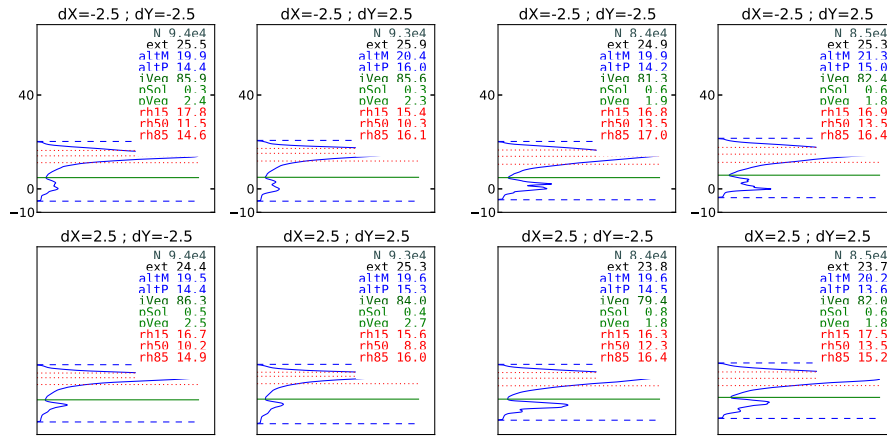 dX=-2.5 ; dY=-2.5
N 9.4e4
ext 25.5
altM 19.9
altP 14.4
iVeg 85.9
pSol 0.3
pVeg 2.4
rh15 17.8
rh50 11.5
rh85 14.6
40
0
−10
dX=-2.5 ; dY=2.5
N 9.3e4
ext 25.9
altM 20.4
altP 16.0
iVeg 85.6
pSol 0.3
pVeg 2.3
rh15 15.4
rh50 10.3
rh85 16.1
dX=-2.5 ; dY=-2.5
N 8.4e4
ext 24.9
altM 19.9
altP 14.2
iVeg 81.3
pSol 0.6
pVeg 1.9
rh15 16.8
rh50 13.5
rh85 17.0
40
0
−10
dX=-2.5 ; dY=2.5
N 8.5e4
ext 25.3
altM 21.3
altP 15.0
iVeg 82.4
pSol 0.6
pVeg 1.8
rh15 16.9
rh50 13.5
rh85 16.4
dX=2.5 ; dY=-2.5
N 9.4e4
ext 24.4
altM 19.5
altP 14.4
iVeg 86.3
pSol 0.5
pVeg 2.5
rh15 16.7
rh50 10.2
rh85 14.9
dX=2.5 ; dY=2.5
N 9.3e4
ext 25.3
altM 19.6
altP 15.3
iVeg 84.0
pSol 0.4
pVeg 2.7
rh15 15.6
rh50 8.8
rh85 16.0
dX=2.5 ; dY=-2.5
N 8.4e4
ext 23.8
altM 19.6
altP 14.5
iVeg 79.4
pSol 0.8
pVeg 1.8
rh15 16.3
rh50 12.3
rh85 16.4
dX=2.5 ; dY=2.5
N 8.5e4
ext 23.7
altM 20.2
altP 13.6
iVeg 82.0
pSol 0.6
pVeg 1.8
rh15 17.5
rh50 13.5
rh85 15.2